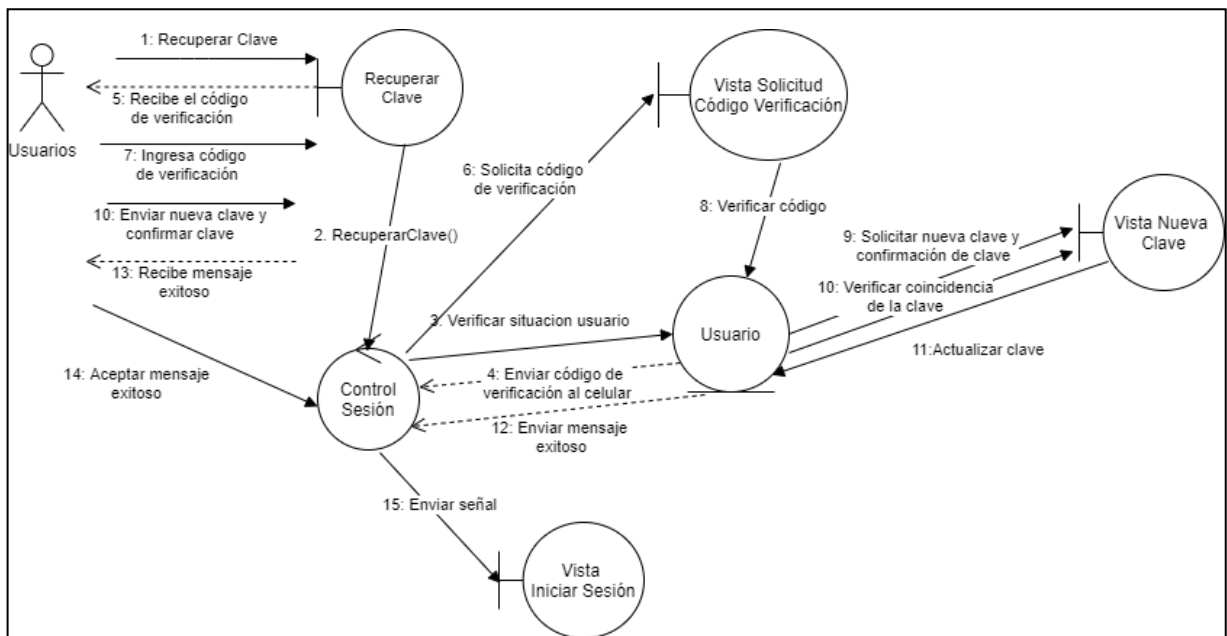 1: Recuperar Clave
Recuperar
Clave
5: Recibe el código
de verificación
Usuarios
7: Ingresa código
de verificación
10: Enviar nueva clave y
confirmar clave
13: Recibe mensaje
exitoso
2. RecuperarClave()
6: Solicita código
de verificación
Vista Solicitud
Código Verificación
8: Verificar código
9: Solicitar nueva clave y
confirmación de clave
Vista Nueva
Clave
10: Verificar coincidencia
de la clave
3. Verificar situacion usuario
Usuario
11:Actualizar clave
14: Aceptar mensaje
exitoso
Control
Sesión
4: Enviar código de
verificación al celular
12: Enviar mensaje
exitoso
15: Enviar señal
Vista
Iniciar Sesión